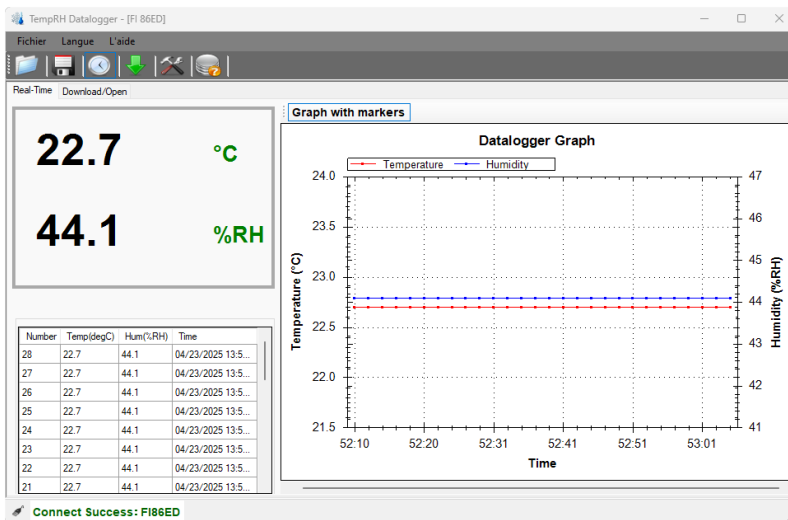 TempRH Datalogger - [FI 86ED]
Fichier Langue L'aide
Real-Time Download/Open
22.7 °C
44.1 %RH
Number Temp(degC) Hum(%RH) Time
28 22.7 44.1 04/23/2025 13:5...
27 22.7 44.1 04/23/2025 13:5...
26 22.7 44.1 04/23/2025 13:5...
25 22.7 44.1 04/23/2025 13:5...
24 22.7 44.1 04/23/2025 13:5...
23 22.7 44.1 04/23/2025 13:5...
22 22.7 44.1 04/23/2025 13:5...
21 22.7 44.1 04/23/2025 13:5...
Graph with markers
Datalogger Graph
Temperature Humidity
Temperature (°C)
24.0
23.5
23.0
22.5
22.0
21.5
47
46
45
44
43
42
41
Humidity (%RH)
52:10 52:20 52:31 52:41 52:51 53:01
Time
Connect Success: FI86ED